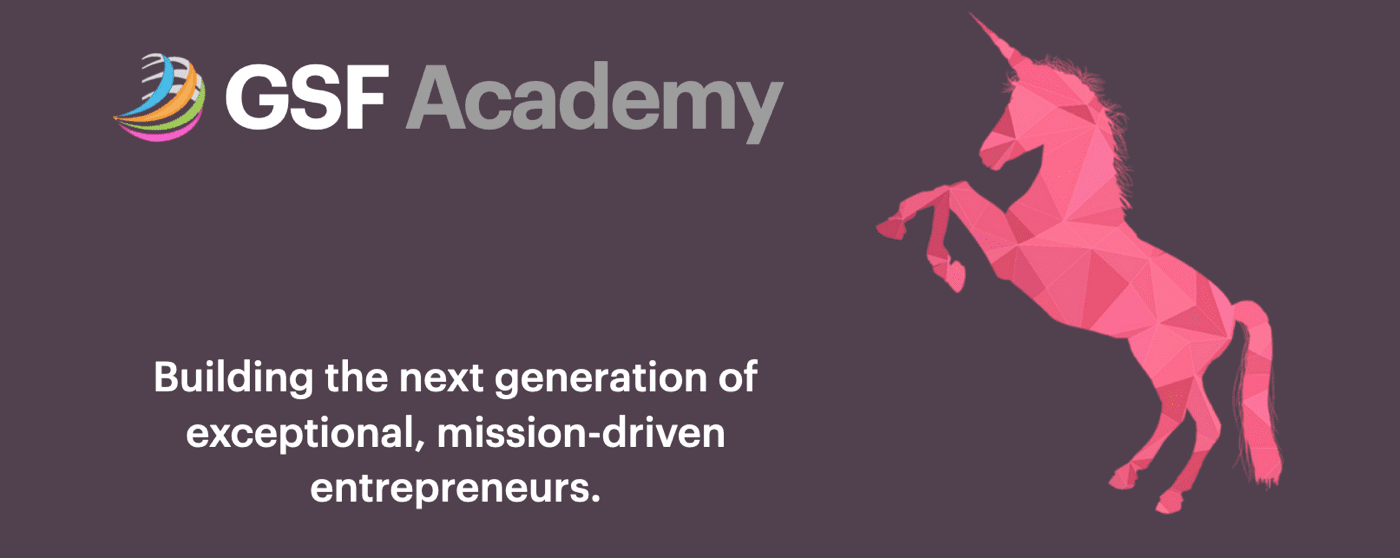 GSF Academy
Building the next generation of
exceptional, mission-driven
entrepreneurs.